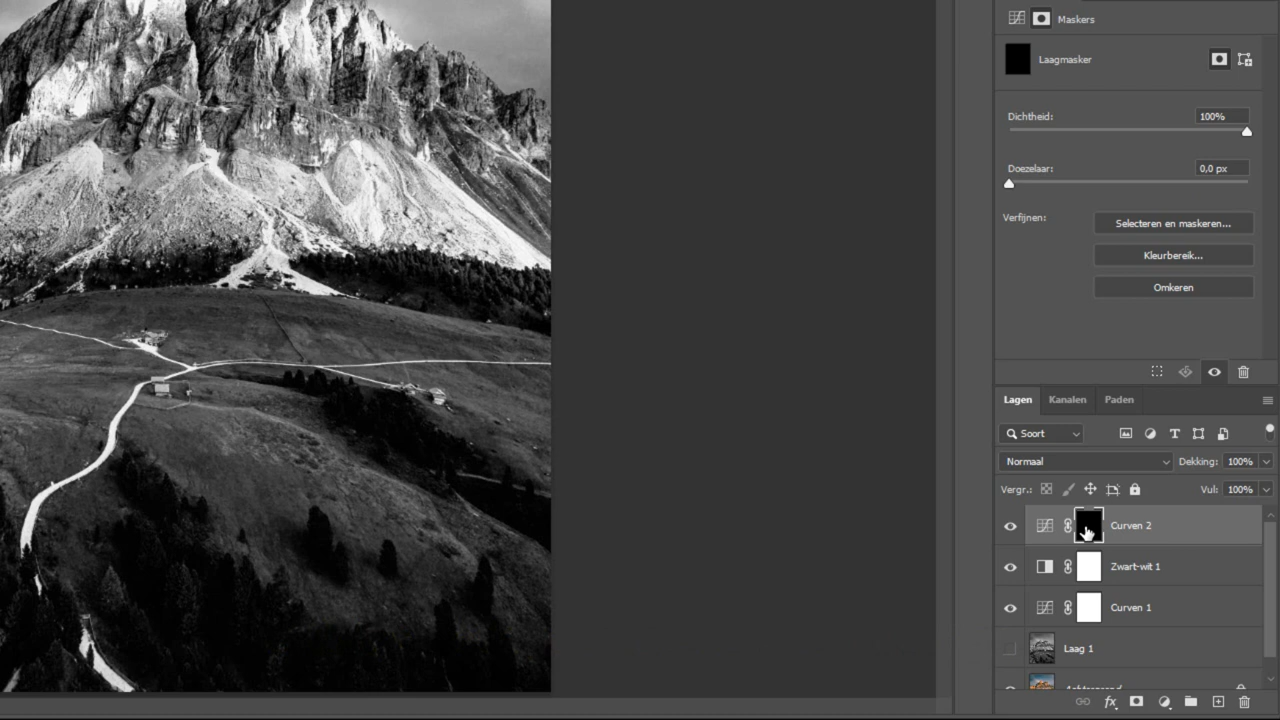 Maskers
Laagmasker
Dichtheid: 100%
Doezelaar: 0,0 px
Verfijnen: Selecteren en maskeren...
Kleurbereik...
Omkeren
Lagen Kanalen Paden
Soort
Normaal Dekking: 100%
Vergr.: Vul: 100%
Curven 2
Zwart-wit 1
Curven 1
Laag 1